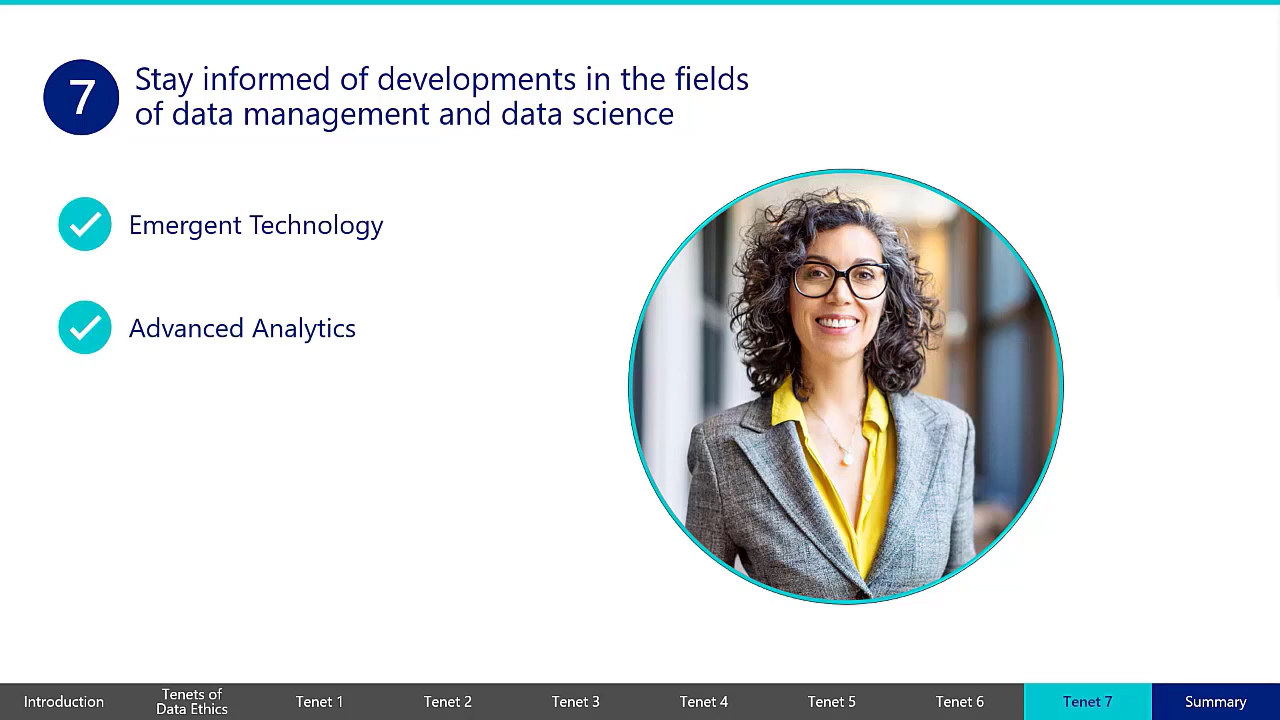 7
Stay informed of developments in the fields
of data management and data science
Emergent Technology
Advanced Analytics
Introduction
Tenets of
Data Ethics
Tenet 1
Tenet 2
Tenet 3
Tenet 4
Tenet 5
Tenet 6
Tenet 7
Summary